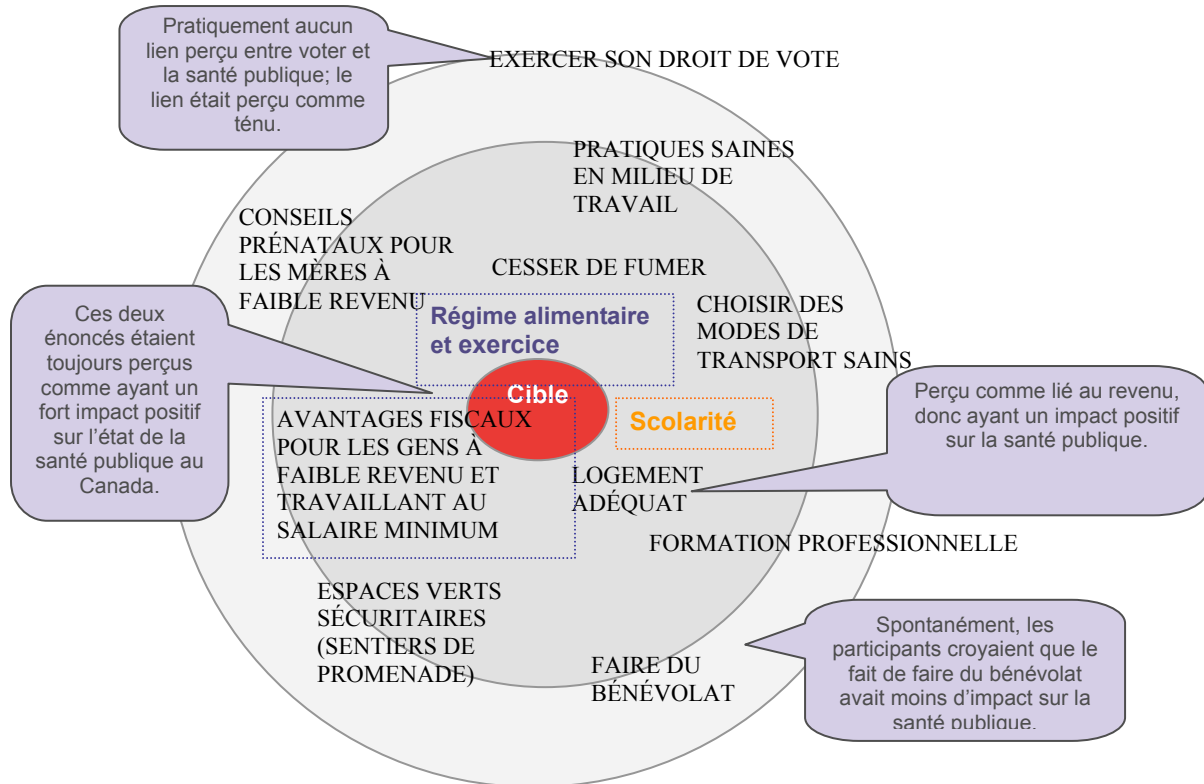 Pratiquement aucun
lien perçu entre voter et
la santé publique; le
lien était perçu comme
ténu.
EXERCER SON DROIT DE VOTE
PRATIQUES SAINES
EN MILIEU DE
TRAVAIL
CONSEILS
PRÉNATAUX POUR
LES MÈRES À
FAIBLE REVENU
CESSER DE FUMER
CHOISIR DES
MODES DE
TRANSPORT SAINS
Ces deux
énoncés étaient
toujours perçus
comme ayant un
fort impact positif
sur l'état de la
santé publique au
Canada.
Régime alimentaire
et exercice
Cible
Scolarité
Perçu comme lié au revenu,
donc ayant un impact positif
sur la santé publique.
AVANTAGES FISCAUX
POUR LES GENS À
FAIBLE REVENU ET
TRAVAILLANT AU
SALAIRE MINIMUM
LOGEMENT
ADÉQUAT
FORMATION PROFESSIONNELLE
ESPACES VERTS
SÉCURITAIRES
(SENTIERS DE
PROMENADE)
FAIRE DU
BÉNÉVOLAT
Spontanément, les
participants croyaient que le
fait de faire du bénévolat
avait moins d'impact sur la
santé publique.